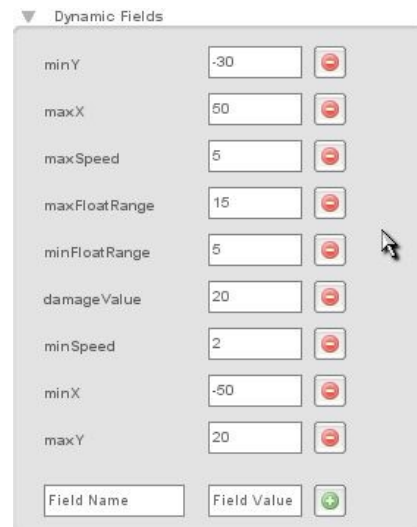 Dynamic Fields
minY -30
maxX 50
maxSpeed 5
maxFloatRange 15
minFloatRange 5
damageValue 20
minSpeed 2
minX -50
maxY 20
Field Name Field Value